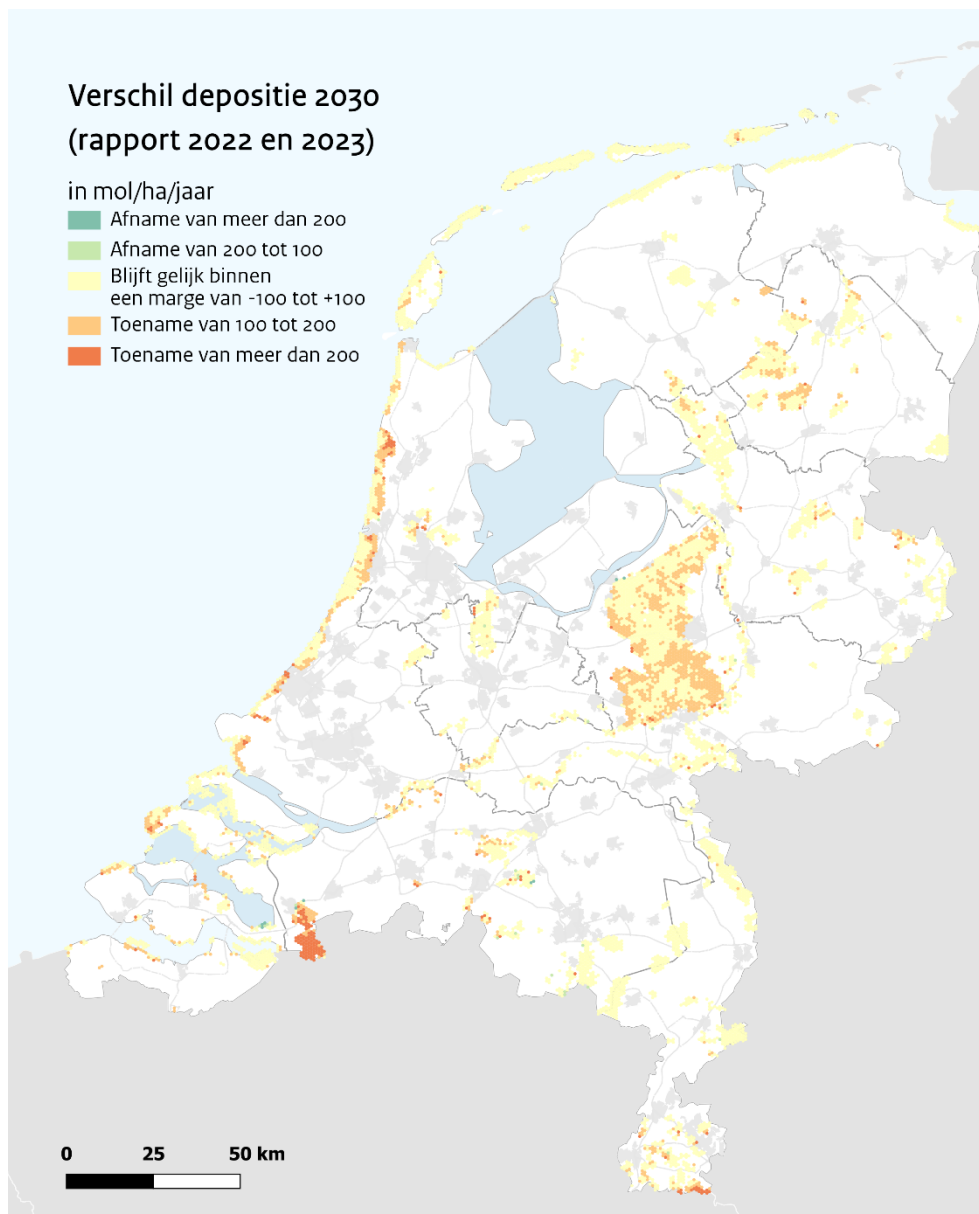 Verschil depositie 2030
(rapport 2022 en 2023)
in mol/ha/jaar
Afname van meer dan 200
Afname van 200 tot 100
Blijft gelijk binnen
een marge van -100 tot +100
Toename van 100 tot 200
Toename van meer dan 200
0 25 50 km